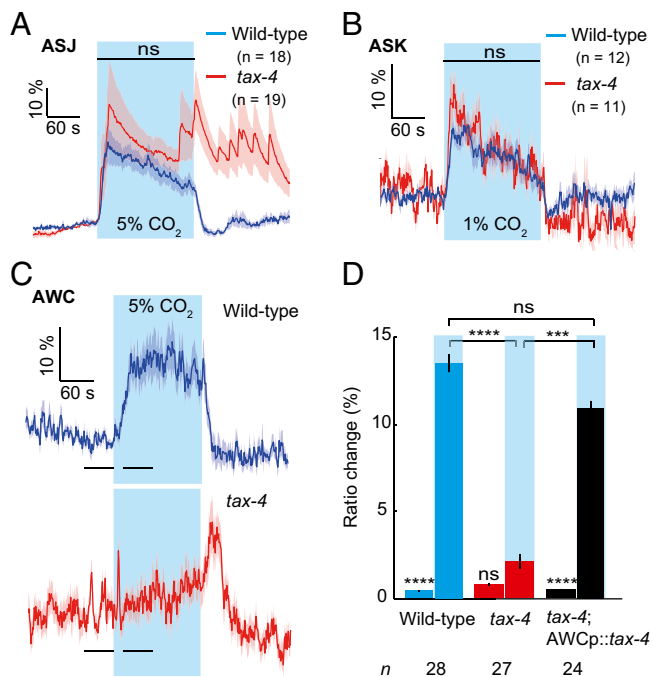 A
ASJ
ns
Wild-type
(n = 18)
tax-4
(n = 19)
10 %
60 s
5% CO2
B
ASK
ns
Wild-type
(n = 12)
tax-4
(n = 11)
10 %
60 s
1% CO2
C
AWC
5% CO2
Wild-type
10 %
60 s
tax-4
D
ns
**** ***
15
10
5
0
Ratio change (%)
**** ns ****
Wild-type tax-4 tax-4;
AWCp::tax-4
n 28 27 24